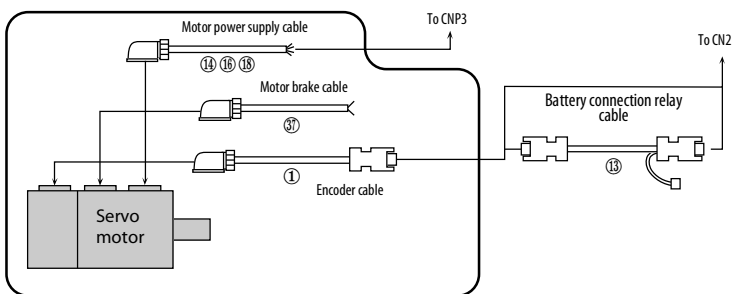 Motor power supply cable
To CNP3
⑭ ⑯ ⑱
To CN2
Motor brake cable
㊲
Battery connection relay
cable
①
⑬
Encoder cable
Servo
motor